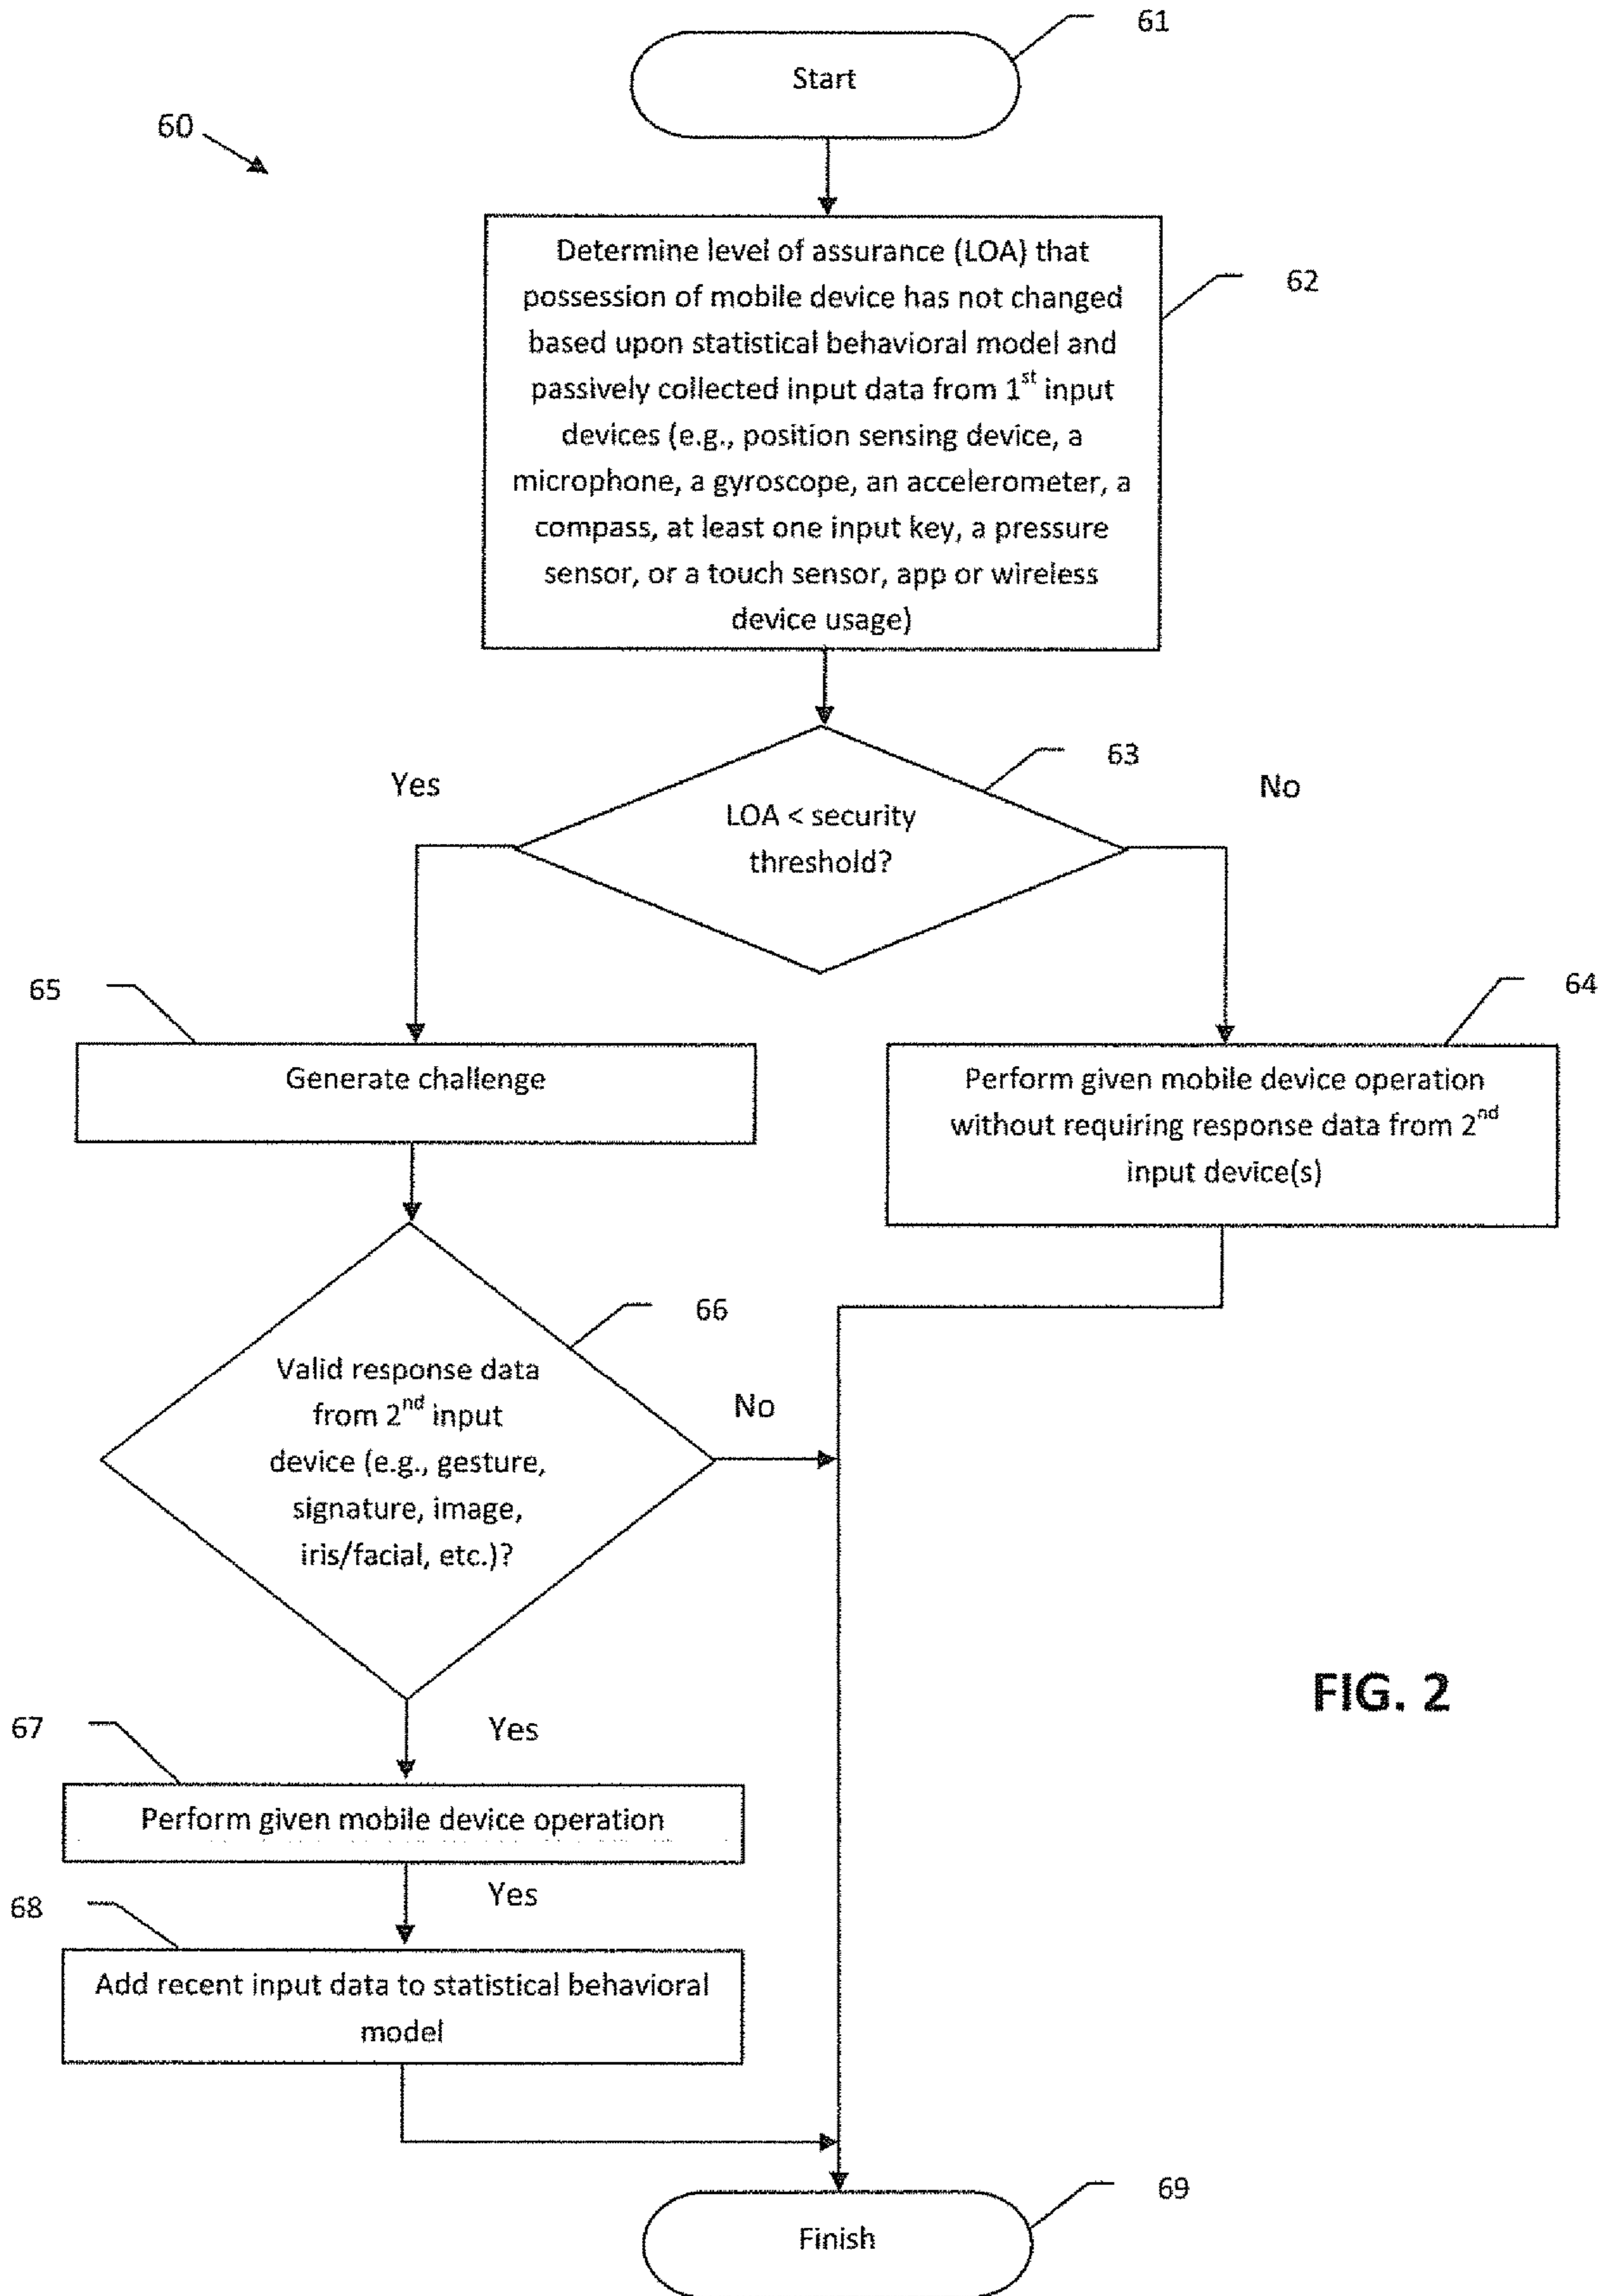 61
Start
60
Determine level of assurance (LOA) that
possession of mobile device has not changed
based upon statistical behavioral model and
passively collected input data from 1st input
devices (e.g., position sensing device, a
microphone, a gyroscope, an accelerometer, a
compass, at least one input key, a pressure
sensor, or a touch sensor, app or wireless
device usage)
62
63
Yes
No
LOA < security
threshold?
65
64
Generate challenge
Perform given mobile device operation
without requiring response data from 2nd
input device(s)
66
Valid response data
from 2nd input
device (e.g., gesture,
signature, image,
iris/facial, etc.)?
No
FIG. 2
67
Yes
Perform given mobile device operation
68
Yes
Add recent input data to statistical behavioral
model
69
Finish